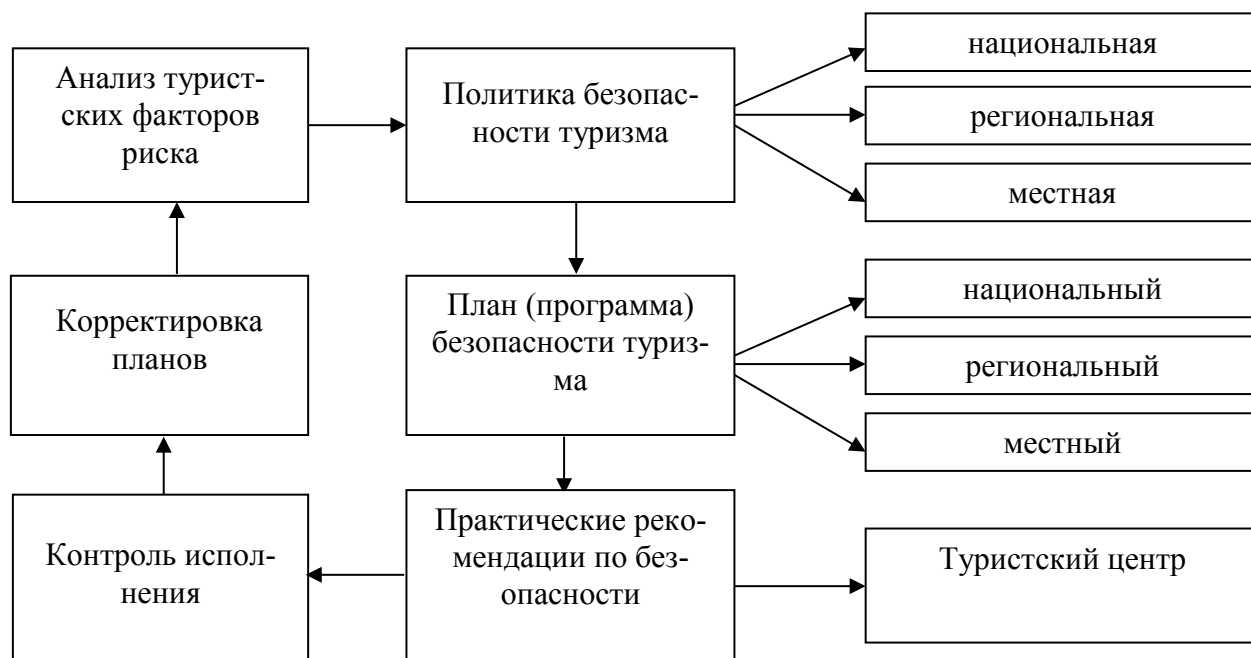 Анализ турист-
ских факторов
риска
Политика безопас-
ности туризма
национальная
региональная
местная
Корректировка
планов
План (программа)
безопасности туриз-
ма
национальный
региональный
местный
Контроль испол-
нения
Практические реко-
мендации по без-
опасности
Туристский центр